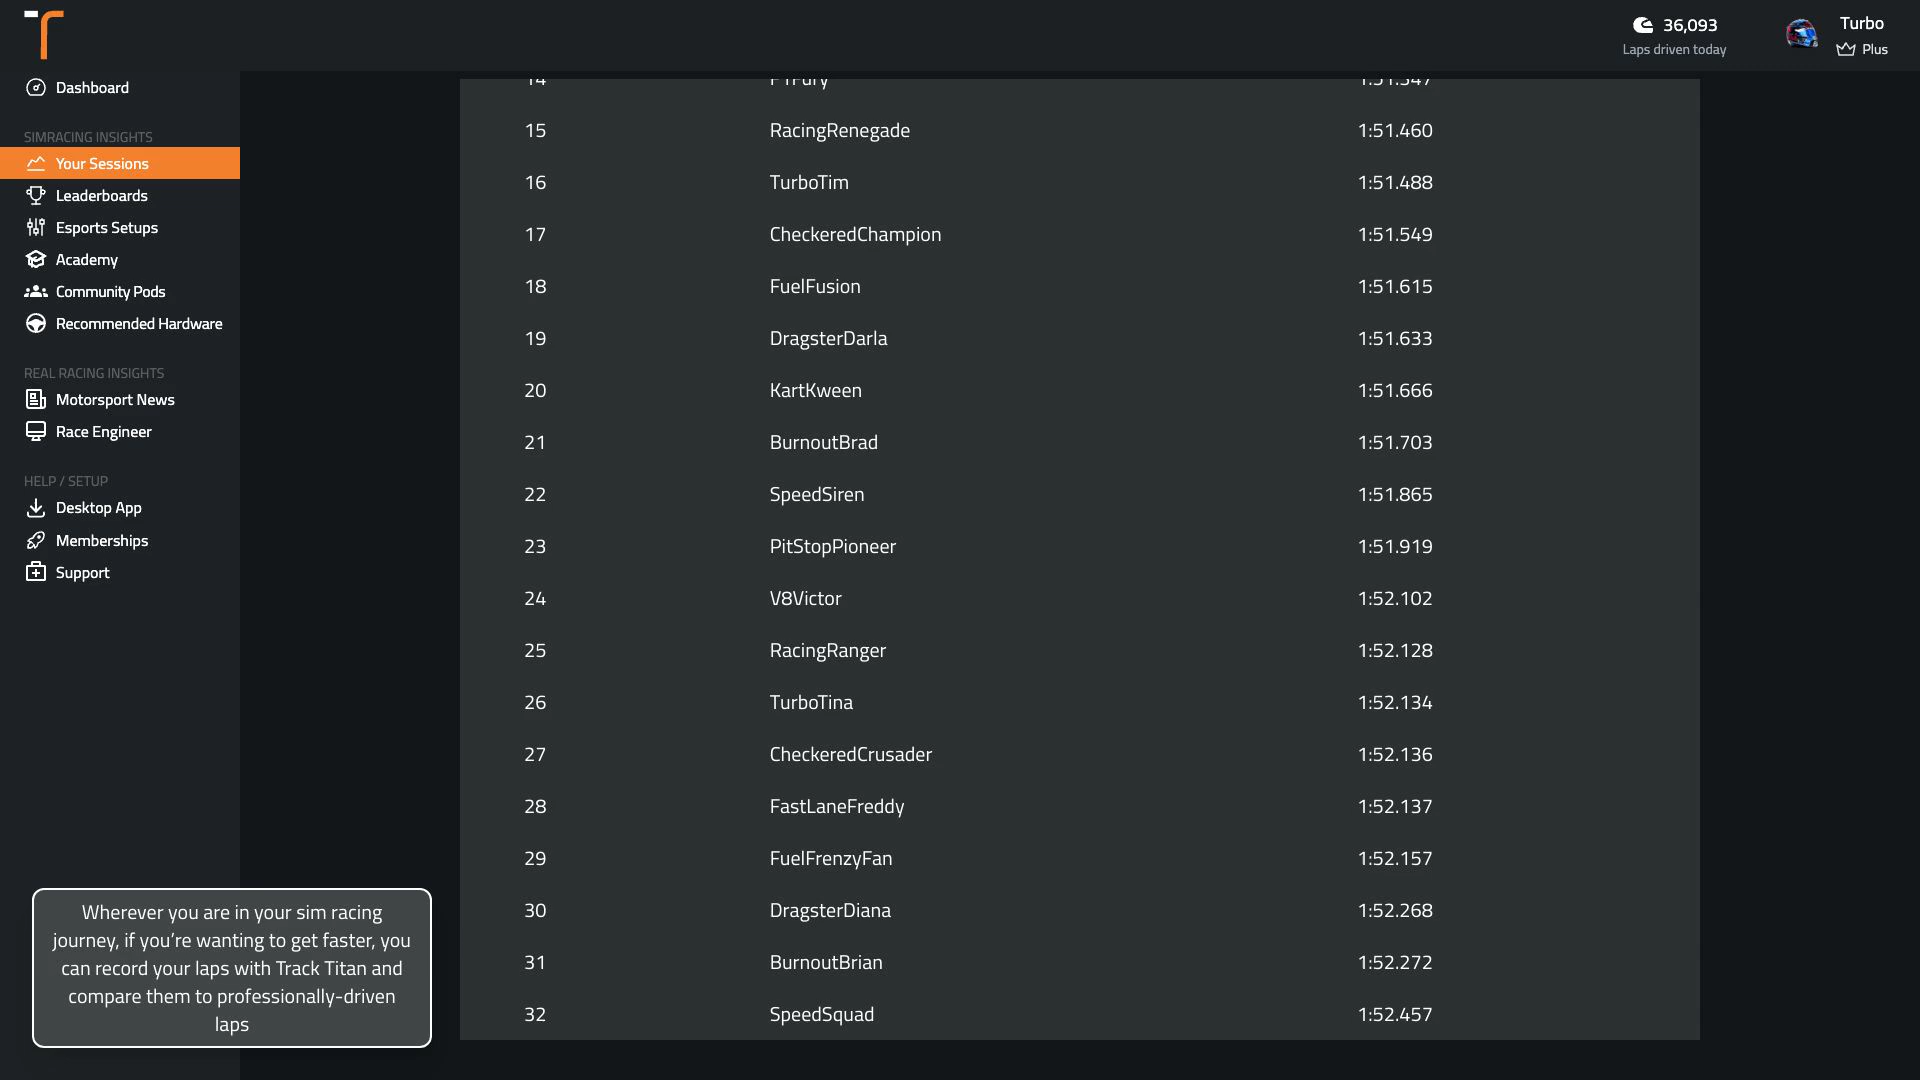 36,093
Laps driven today
Turbo
Plus
Dashboard
SIMRACING INSIGHTS
Your Sessions
Leaderboards
Esports Setups
Academy
Community Pods
Recommended Hardware
REAL RACING INSIGHTS
Motorsport News
Race Engineer
HELP / SETUP
Desktop App
Memberships
Support
15 RacingRenegade 1:51.460
16 TurboTim 1:51.488
17 CheckeredChampion 1:51.549
18 FuelFusion 1:51.615
19 DragsterDarla 1:51.633
20 KartKween 1:51.666
21 BurnoutBrad 1:51.703
22 SpeedSiren 1:51.865
23 PitStopPioneer 1:51.919
24 V8Victor 1:52.102
25 RacingRanger 1:52.128
26 TurboTina 1:52.134
27 CheckeredCrusader 1:52.136
28 FastLaneFreddy 1:52.137
29 FuelFrenzyFan 1:52.157
30 DragsterDiana 1:52.268
31 BurnoutBrian 1:52.272
32 SpeedSquad 1:52.457
Wherever you are in your sim racing
journey, if you’re wanting to get faster, you
can record your laps with Track Titan and
compare them to professionally-driven
laps